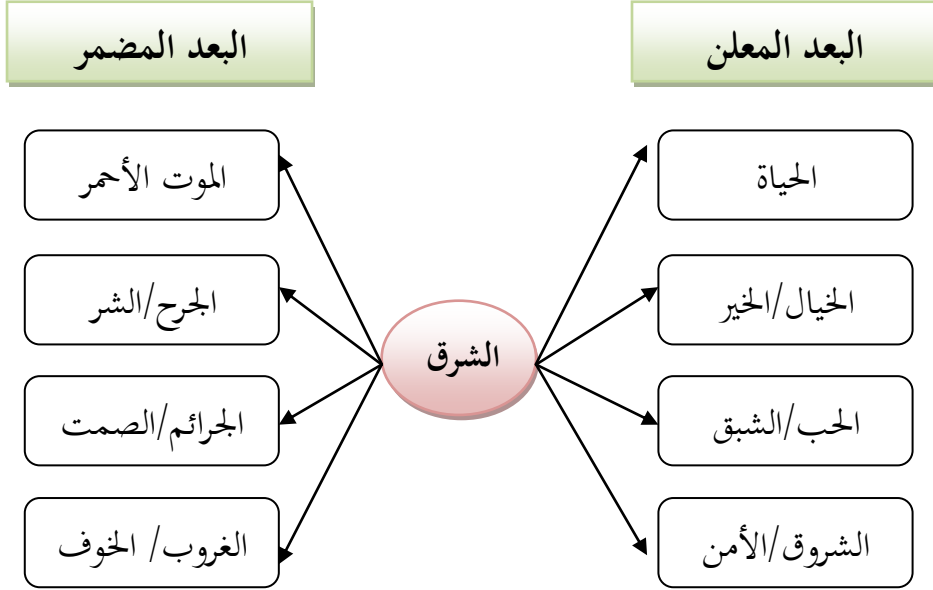 البعد المعلن
البعد المضمر
الحياة
الموت الأحمر
الخيال/الخير
الجرح/الشر
الشرق
الحب/الشبق
الجرائم/الصمت
الشروق/الأمن
الغروب/ الخوف